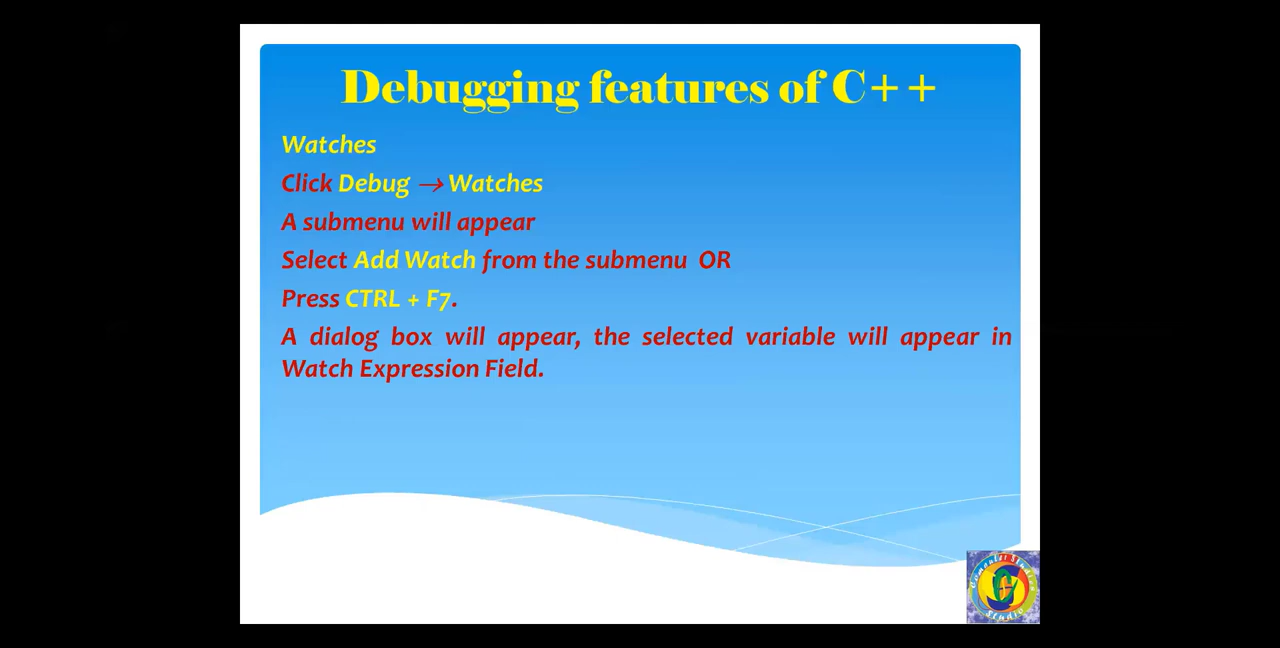 Debugging features of C++
Watches
Click Debug → Watches
A submenu will appear
Select Add Watch from the submenu OR
Press CTRL + F7.
A dialog box will appear, the selected variable will appear in
Watch Expression Field.
Studio